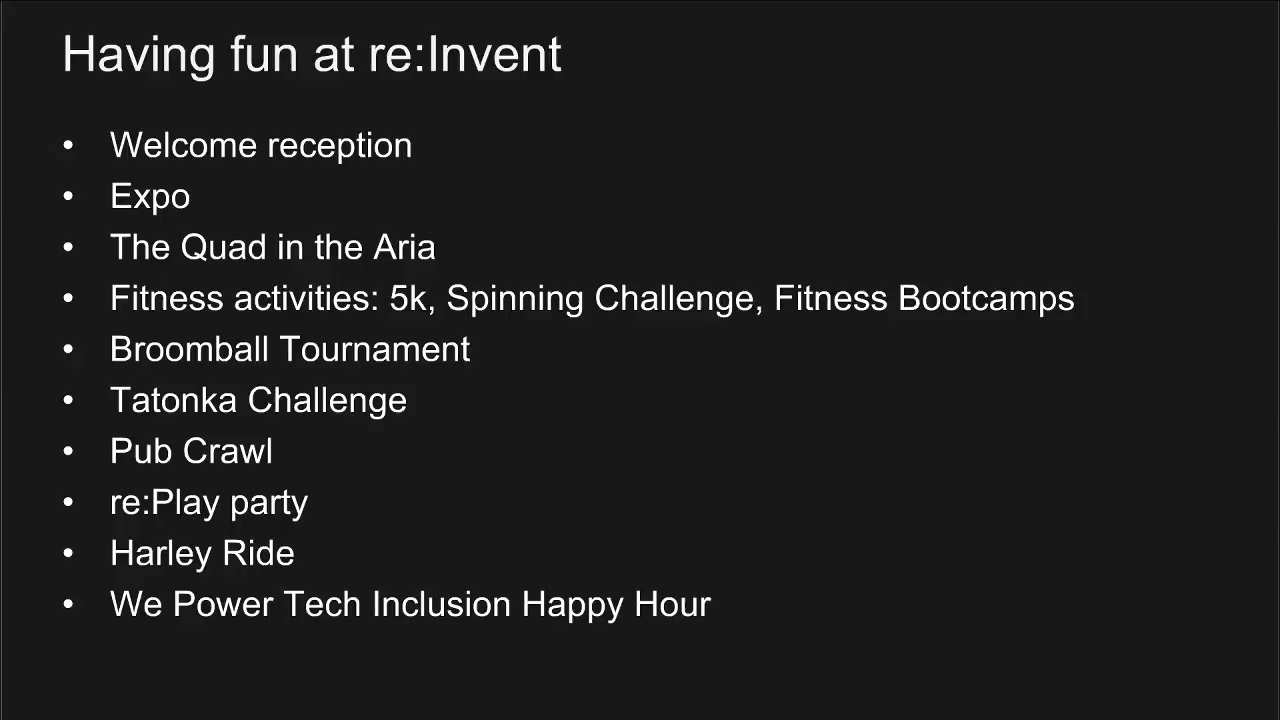 Having fun at re:Invent
• Welcome reception
• Expo
• The Quad in the Aria
• Fitness activities: 5k, Spinning Challenge, Fitness Bootcamps
• Broomball Tournament
• Tatonka Challenge
• Pub Crawl
• re:Play party
• Harley Ride
• We Power Tech Inclusion Happy Hour